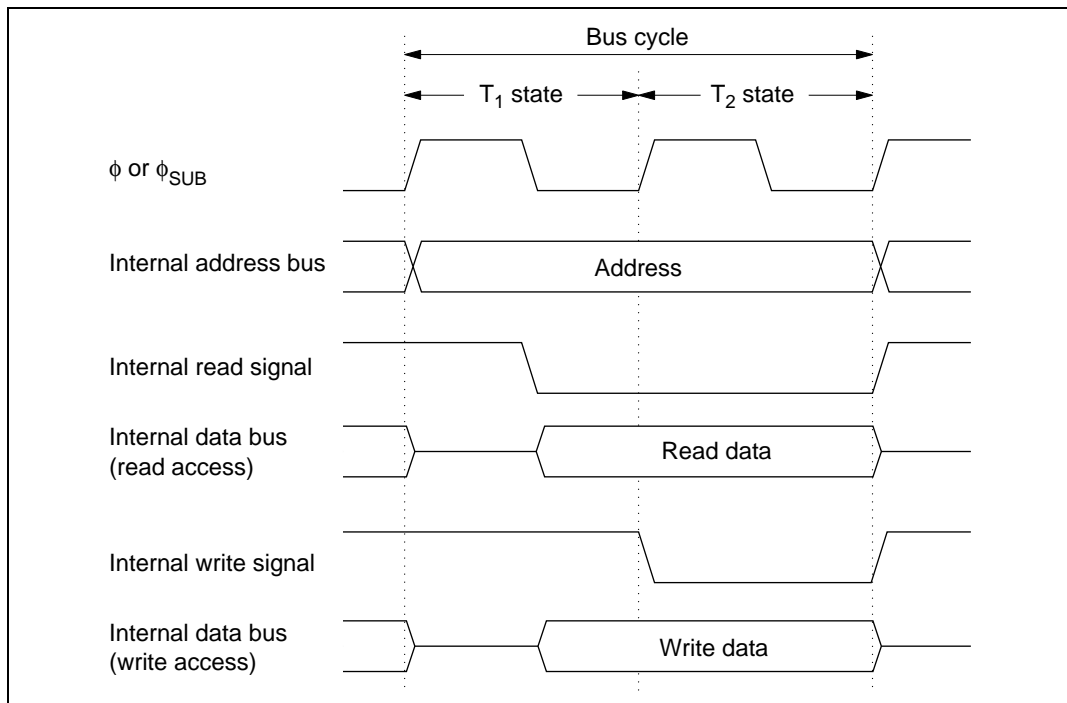 Bus cycle
T₁ state
T₂ state
ϕ or ϕSUB
Internal address bus
Address
Internal read signal
Internal data bus
(read access)
Read data
Internal write signal
Internal data bus
(write access)
Write data